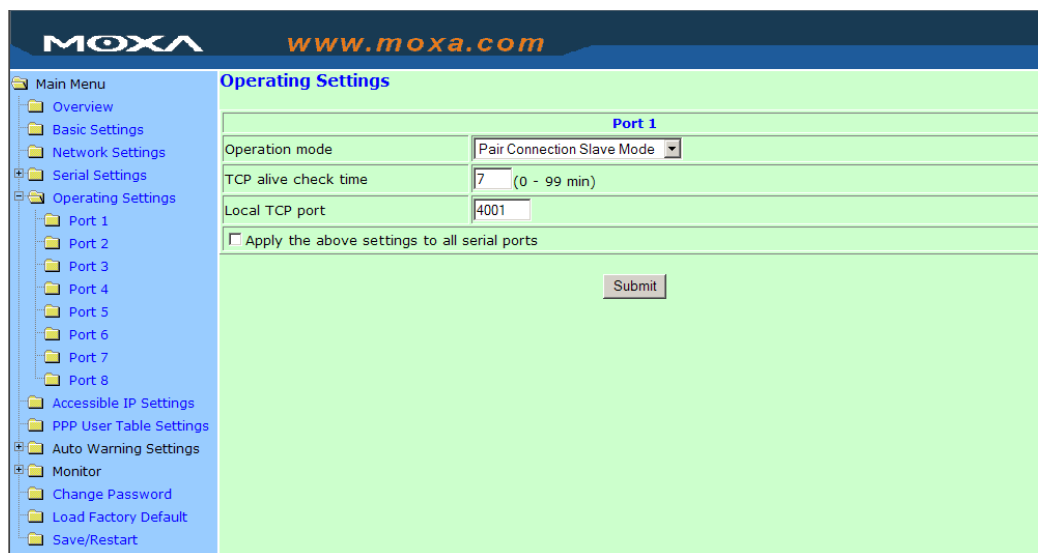 MOXA www.moxa.com
Main Menu
Overview
Basic Settings
Network Settings
Serial Settings
Operating Settings
Port 1
Port 2
Port 3
Port 4
Port 5
Port 6
Port 7
Port 8
Accessible IP Settings
PPP User Table Settings
Auto Warning Settings
Monitor
Change Password
Load Factory Default
Save/Restart
Operating Settings
Port 1
Operation mode Pair Connection Slave Mode
TCP alive check time 7 (0 - 99 min)
Local TCP port 4001
Apply the above settings to all serial ports
Submit